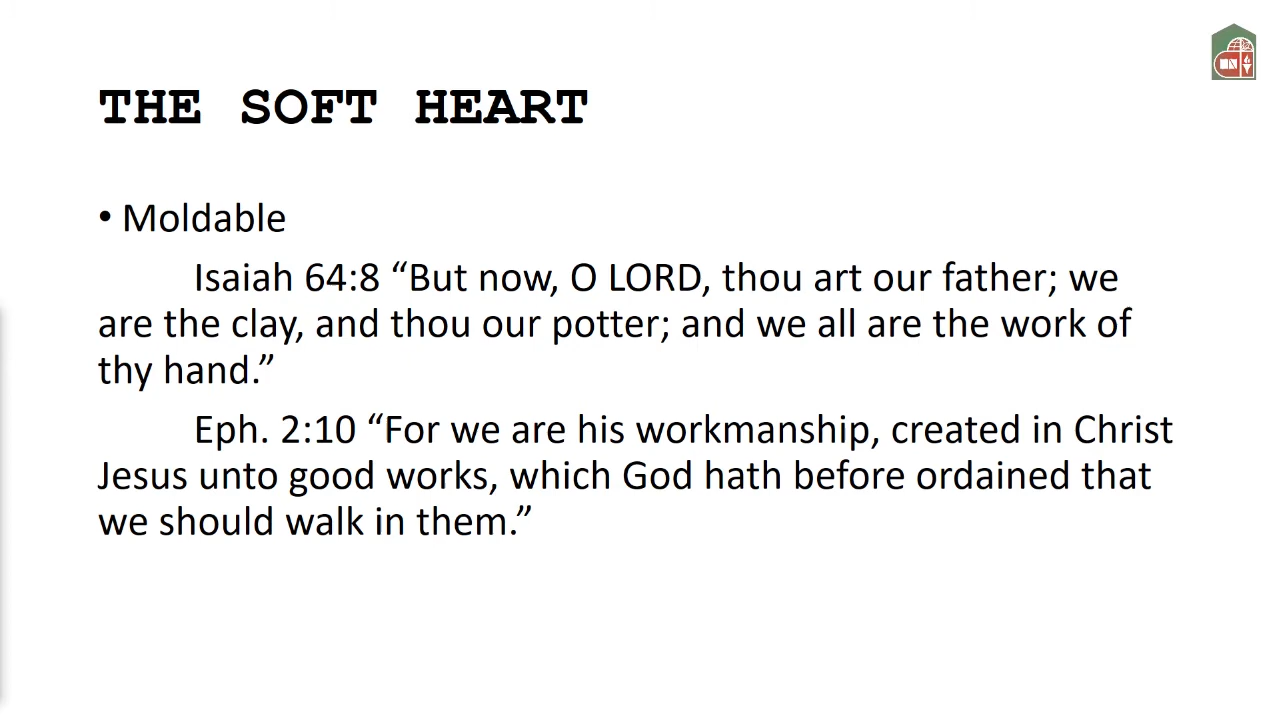 THE SOFT HEART
• Moldable
Isaiah 64:8 “But now, O LORD, thou art our father; we
are the clay, and thou our potter; and we all are the work of
thy hand.”
Eph. 2:10 “For we are his workmanship, created in Christ
Jesus unto good works, which God hath before ordained that
we should walk in them.”